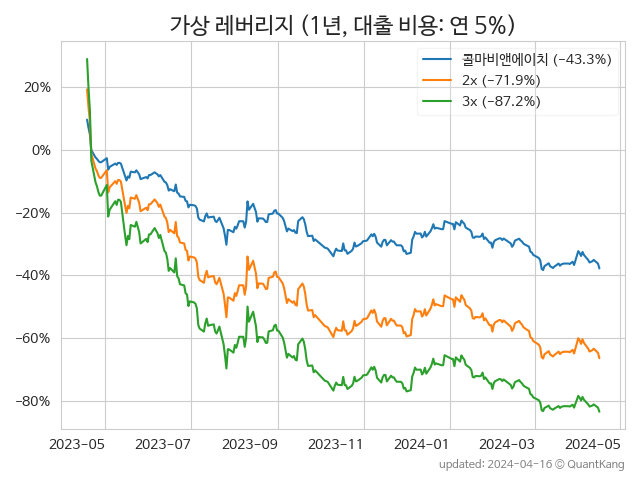 가상 레버리지 (1년, 대출 비용: 연 5%)
콜마비앤에이치 (−43.3%)
2x (−71.9%)
3x (−87.2%)
20%
0%
−20%
−40%
−60%
−80%
2023-05 2023-07 2023-09 2023-11 2024-01 2024-03 2024-05
updated: 2024-04-16 © QuantKang